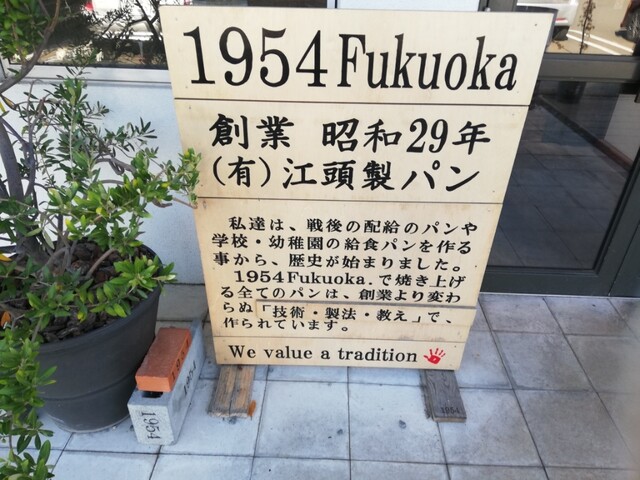 1954 Fukuoka
創業 昭和29年
(有)江頭製パン
私達は、戦後の配給のパンや
学校・幼稚園の給食パンを作る
事から、歴史が始まりました。
1954Fukuoka.で焼き上げ
る全てのパンは、創業より変わ
らぬ「技術・製法・教え」で、
作られています。
We value a tradition
1954
1954